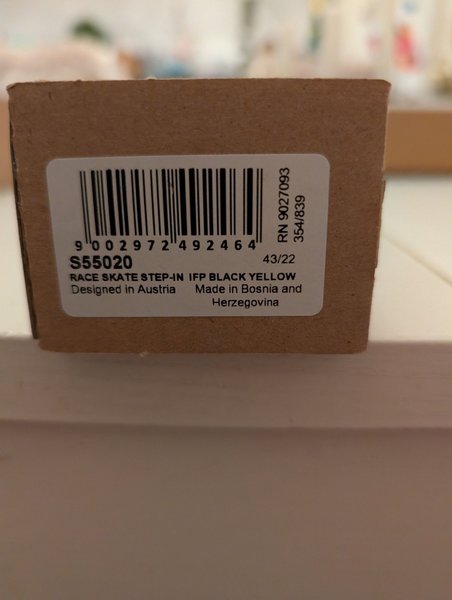 9 002972 492464
RN 9027093
354/839
S55020 43/22
RACE SKATE STEP-IN IFP BLACK YELLOW
Designed in Austria Made in Bosnia and
Herzegovina